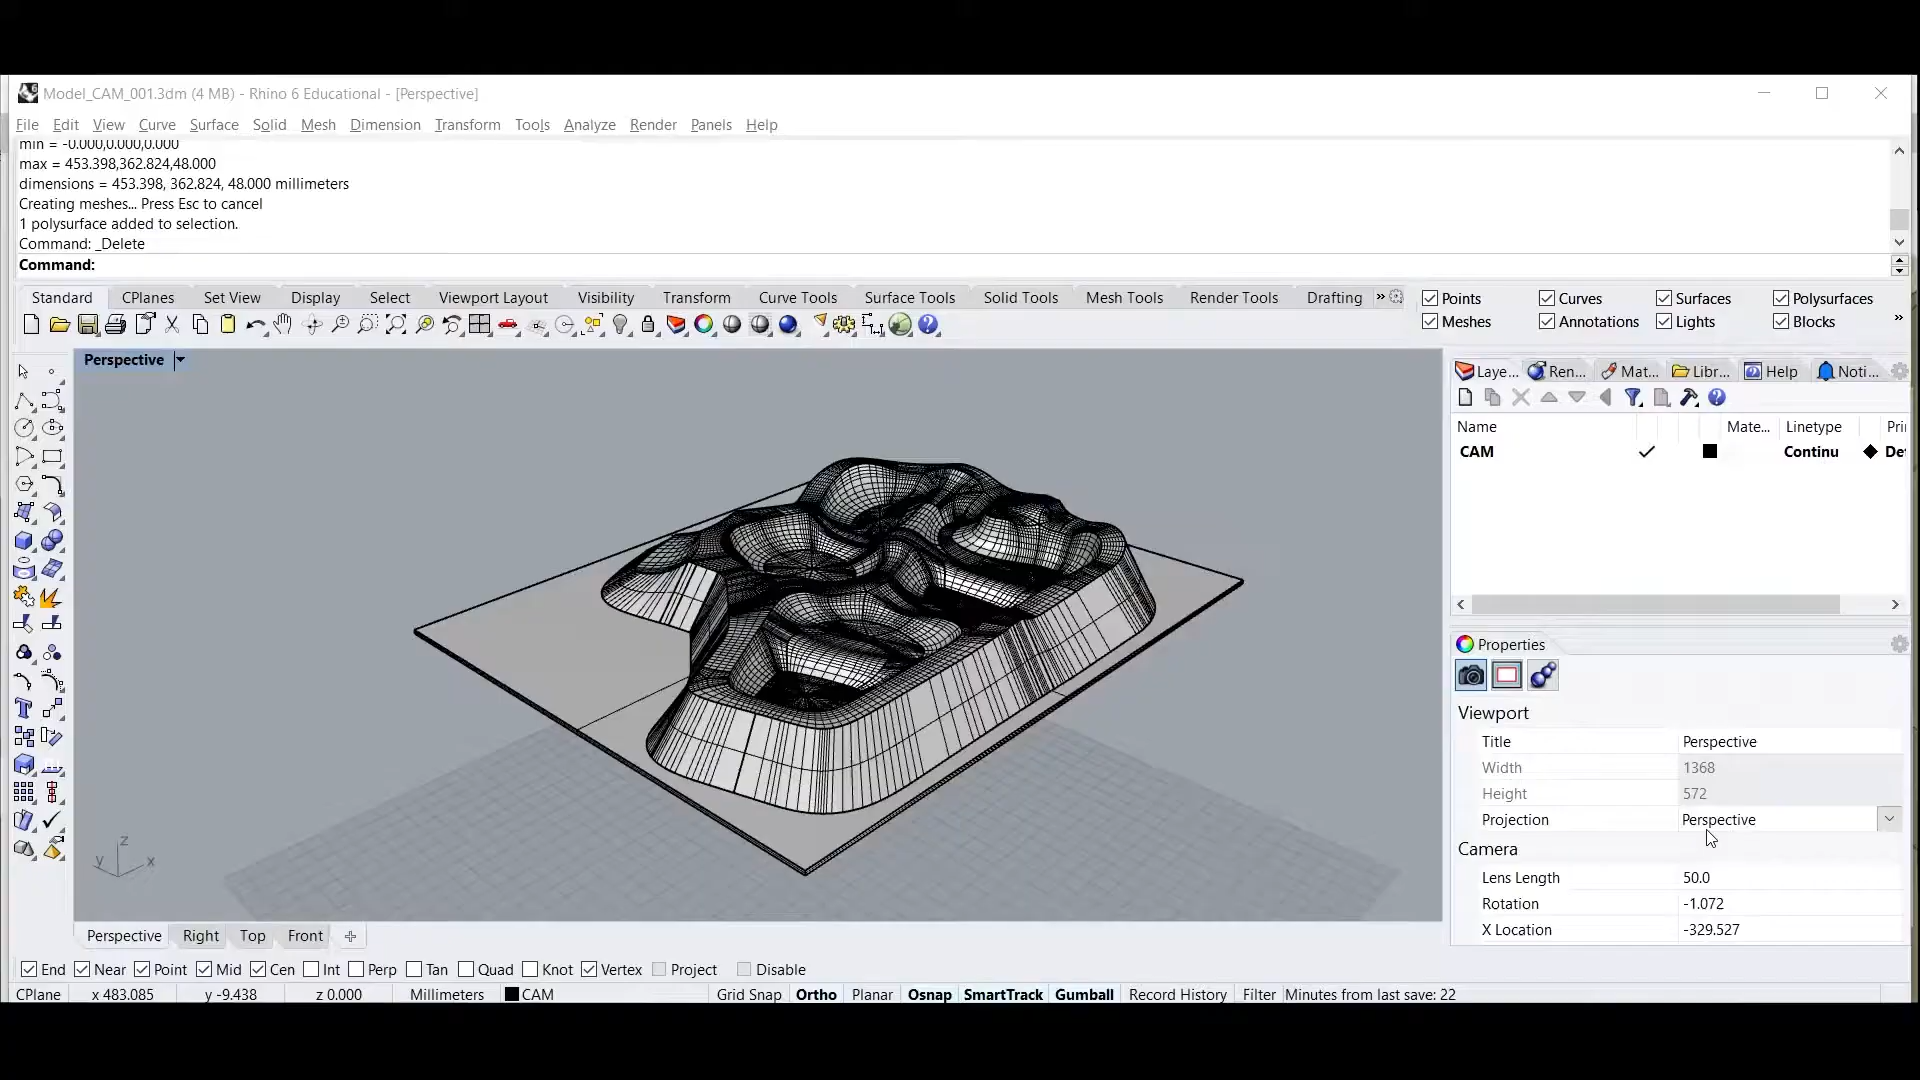 Model_CAM_001.3dm (4 MB) - Rhino 6 Educational - [Perspective]
File Edit View Curve Surface Solid Mesh Dimension Transform Tools Analyze Render Panels Help
min = -0.000,0.000,0.000
max = 453.398,362.824,48.000
dimensions = 453.398, 362.824, 48.000 millimeters
Creating meshes... Press Esc to cancel
1 polysurface added to selection.
Command: _Delete
Command:
Standard CPlanes Set View Display Select Viewport Layout Visibility Transform Curve Tools Surface Tools Solid Tools Mesh Tools Render Tools Drafting »
Points Curves Surfaces Polysurfaces
Meshes Annotations Lights Blocks »
Perspective
Laye... Ren... Mat... Libr... Help Noti...
Name Mate... Linetype Pri
CAM Continu De
Properties
Viewport
Title Perspective
Width 1368
Height 572
Projection Perspective
Camera
Lens Length 50.0
Rotation -1.072
X Location -329.527
z
y x
Perspective Right Top Front
End Near Point Mid Cen Int Perp Tan Quad Knot Vertex Project Disable
CPlane x 483.085 y -9.438 z 0.000 Millimeters CAM Grid Snap Ortho Planar Osnap SmartTrack Gumball Record History Filter Minutes from last save: 22